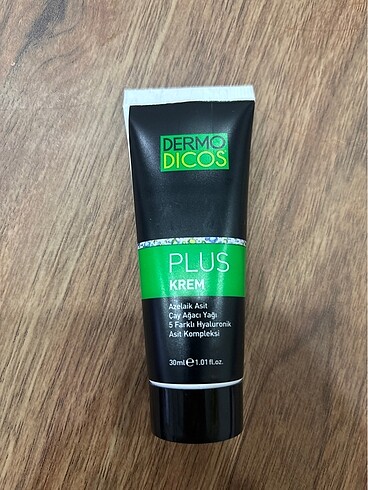 DERMO
DICOS
PLUS
KREM
Azelaik Asit
Çay Ağacı Yağı
5 Farklı Hyaluronik
Asit Kompleksi
30ml ℮ 1.01 fl.oz.